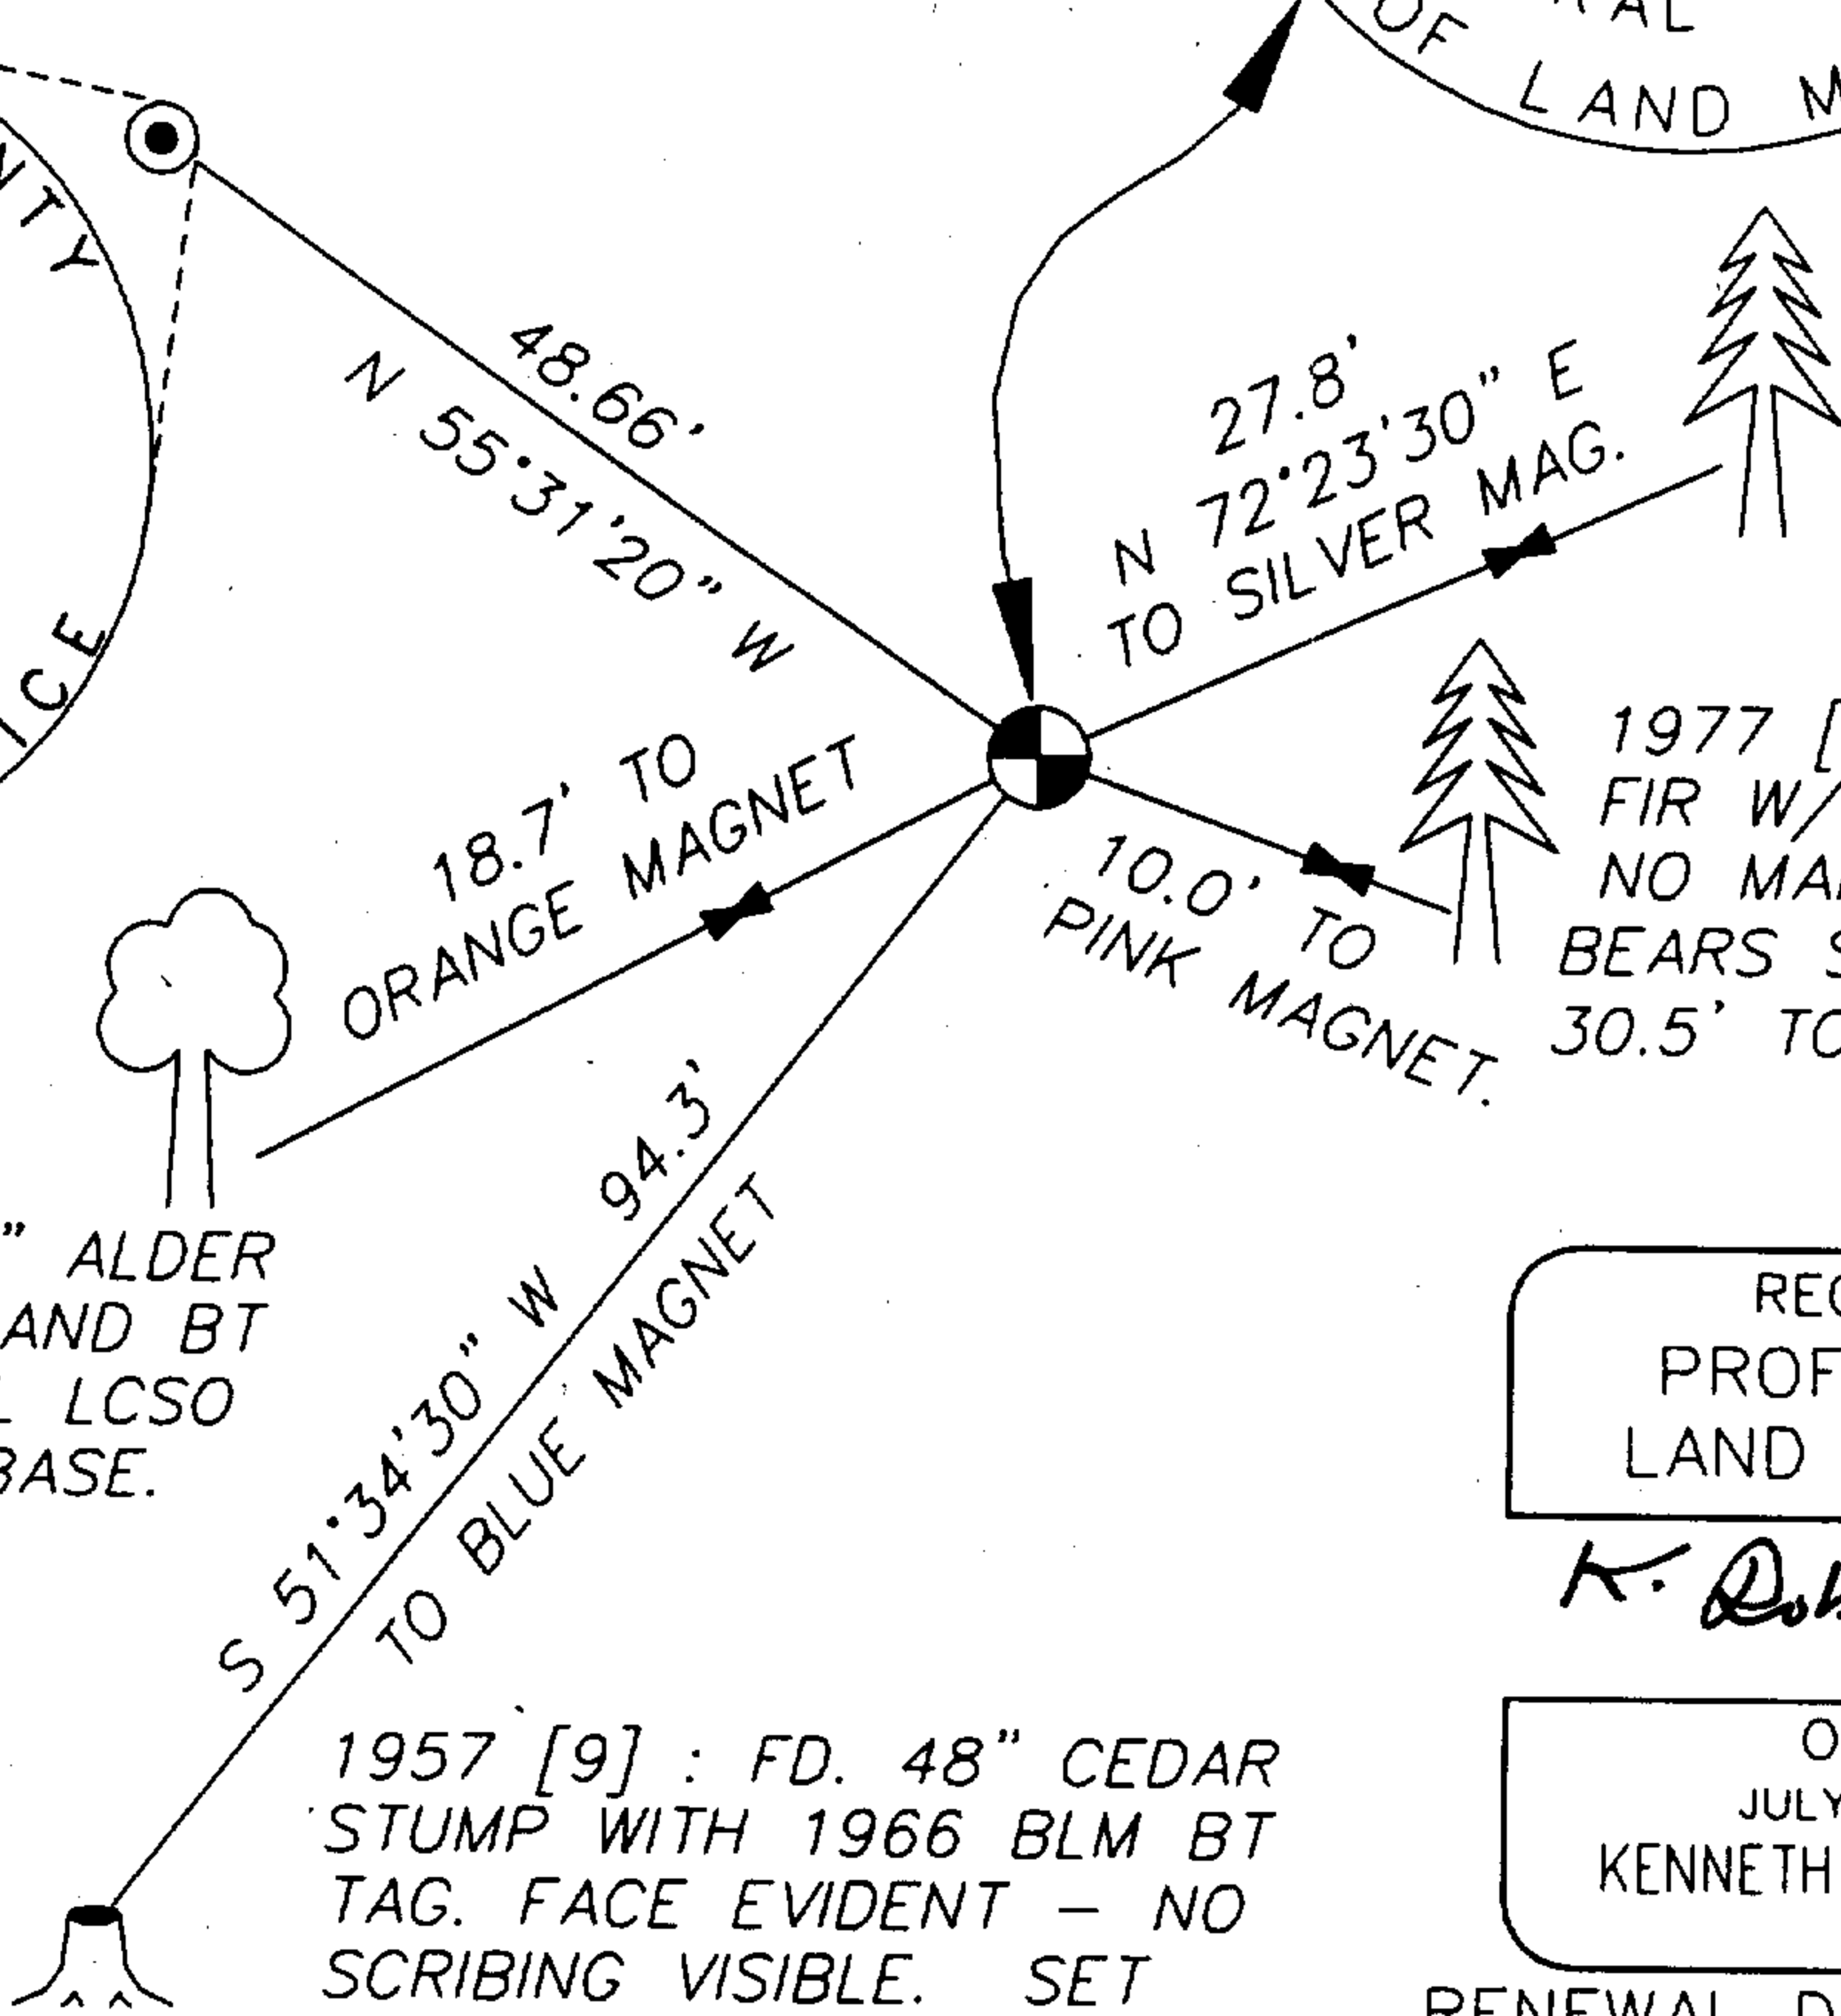 OF LAND
48.66'
N 55°31'20" W
27.8'
N 72°23'30" E
TO SILVER MAG.
18.7' TO
ORANGE MAGNET
10.0' TO
PINK MAGNET.
1977 [
FIR W/
NO
BEARS S
30.5' TO
94.3'
S 51°34'30" W
TO BLUE MAGNET
" ALDER
AND BT
LCSO
BASE.
PROF
LAND
K.
JULY
KENNETH
1957 [9] : FD. 48" CEDAR
STUMP WITH 1966 BLM BT
TAG. FACE EVIDENT – NO
SCRIBING VISIBLE. SET
RENEWAL D